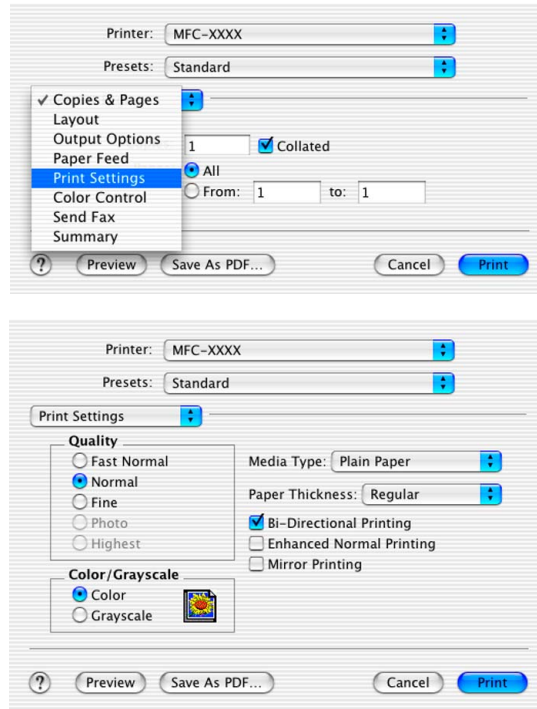 Printer: MFC-XXXX
Presets: Standard
✓ Copies & Pages
Layout
Output Options
1 Collated
Paper Feed
All
Print Settings
From: 1 to: 1
Color Control
Send Fax
Summary
? Preview Save As PDF... Cancel Print
Printer: MFC-XXXX
Presets: Standard
Print Settings
Quality
Fast Normal
Normal
Fine
Photo
Highest
Media Type: Plain Paper
Paper Thickness: Regular
Bi-Directional Printing
Enhanced Normal Printing
Mirror Printing
Color/Grayscale
Color
Grayscale
? Preview Save As PDF... Cancel Print